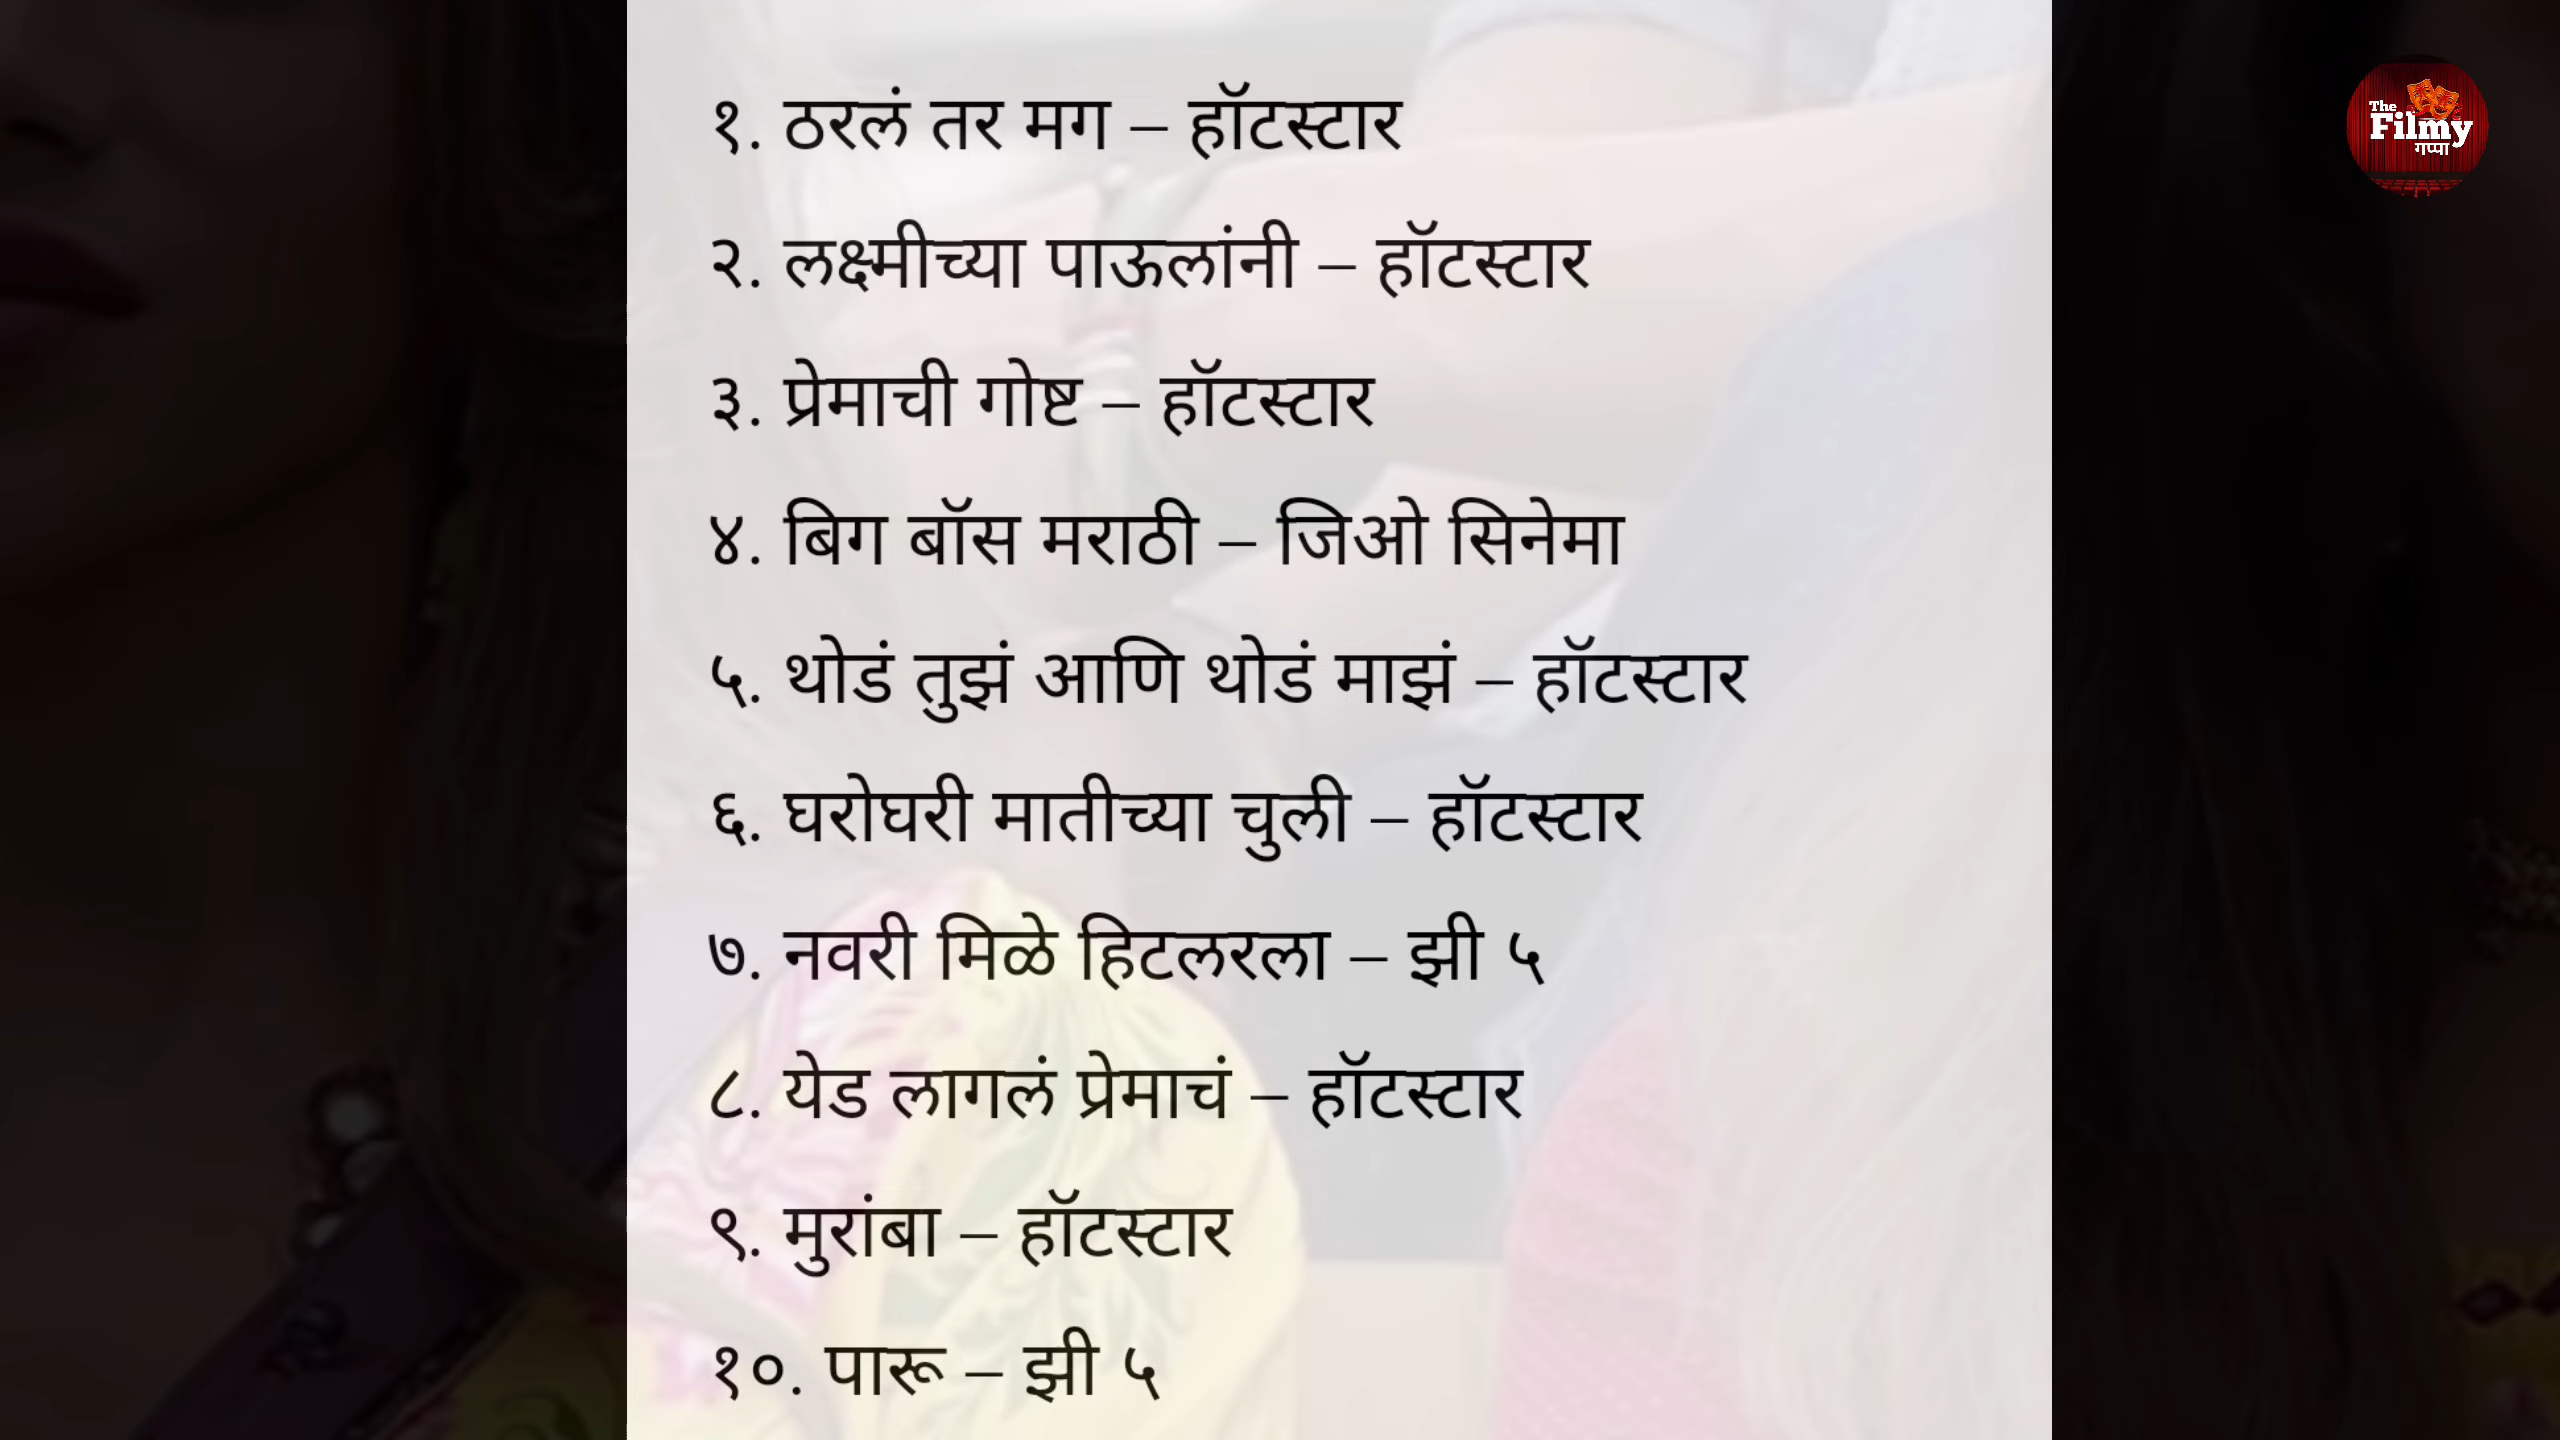 १. ठरलं तर मग – हॉटस्टार
The
Filmy
गप्पा
२. लक्ष्मीच्या पाऊलांनी – हॉटस्टार
३. प्रेमाची गोष्ट – हॉटस्टार
४. बिग बॉस मराठी – जिओ सिनेमा
५. थोडं तुझं आणि थोडं माझं – हॉटस्टार
६. घरोघरी मातीच्या चुली – हॉटस्टार
७. नवरी मिळे हिटलरला – झी ५
८. येड लागलं प्रेमाचं – हॉटस्टार
९. मुरांबा – हॉटस्टार
१०. पारू – झी ५